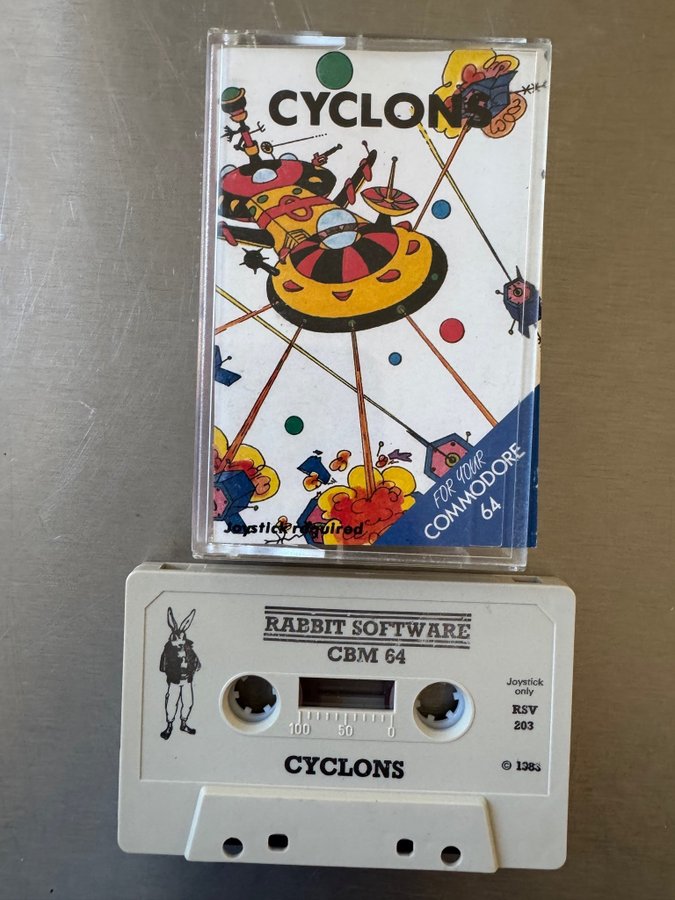 CYCLONS
FOR YOUR
COMMODORE
64
Joystick required
RABBIT SOFTWARE
CBM 64
Joystick
only
RSV
203
100 50 0
CYCLONS
© 1983